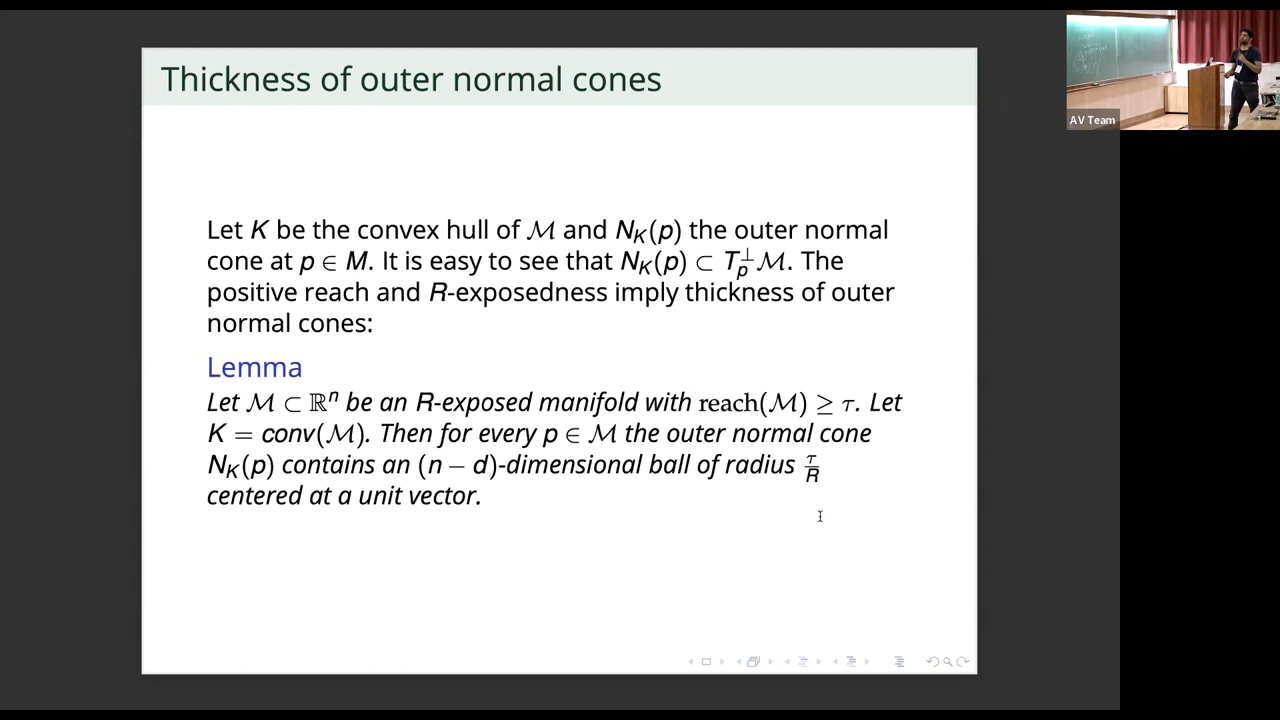 Thickness of outer normal cones
Let K be the convex hull of ℳ and N_K(p) the outer normal
cone at p ∈ M. It is easy to see that N_K(p) ⊂ T_p^⊥ℳ. The
positive reach and R-exposedness imply thickness of outer
normal cones:
Lemma
Let ℳ ⊂ ℝⁿ be an R-exposed manifold with reach(ℳ) ≥ τ. Let
K = conv(ℳ). Then for every p ∈ ℳ the outer normal cone
N_K(p) contains an (n − d)-dimensional ball of radius τ/R
centered at a unit vector.
AV Team